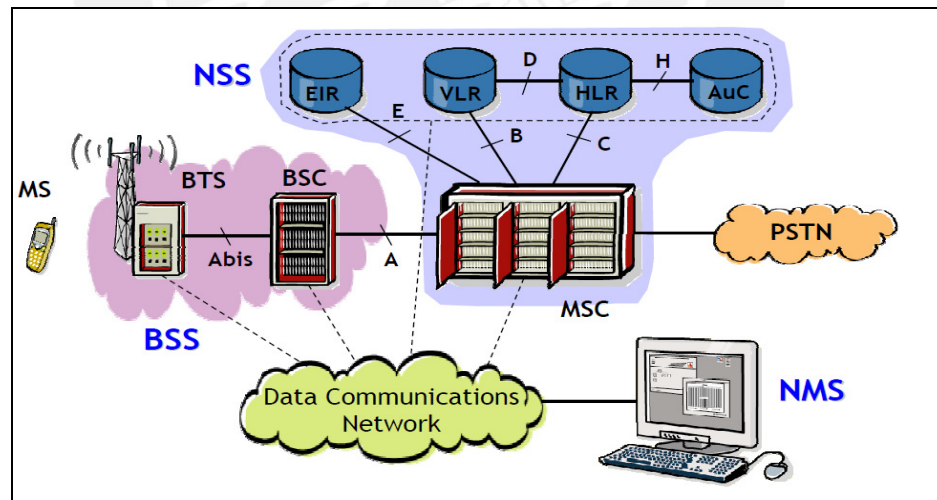 NSS
EIR
VLR
D
HLR
H
AuC
E
B
C
MS
BTS
BSC
Abis
A
BSS
MSC
PSTN
Data Communications
Network
NMS